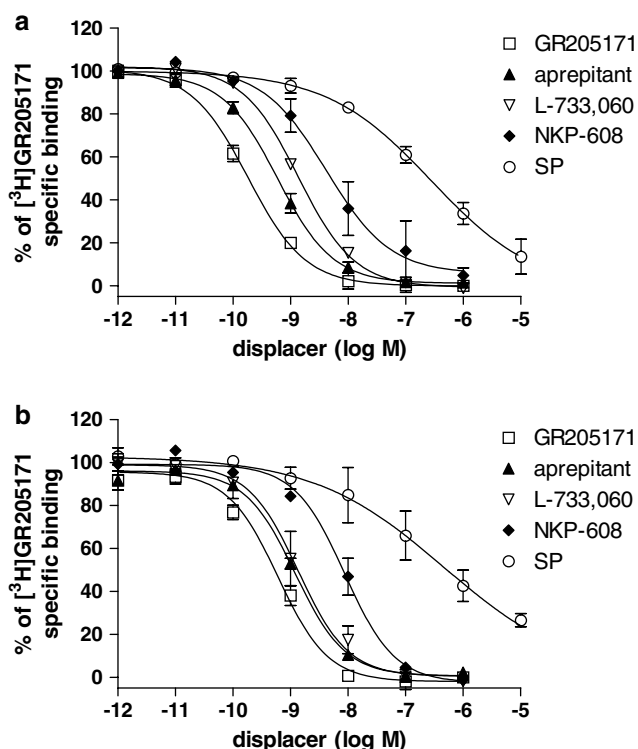 a
120
100
80
60
40
20
0
% of [³H]GR205171
specific binding
-12 -11 -10 -9 -8 -7 -6 -5
displacer (log M)
GR205171
aprepitant
L-733,060
NKP-608
SP
b
120
100
80
60
40
20
0
% of [³H]GR205171
specific binding
-12 -11 -10 -9 -8 -7 -6 -5
displacer (log M)
GR205171
aprepitant
L-733,060
NKP-608
SP